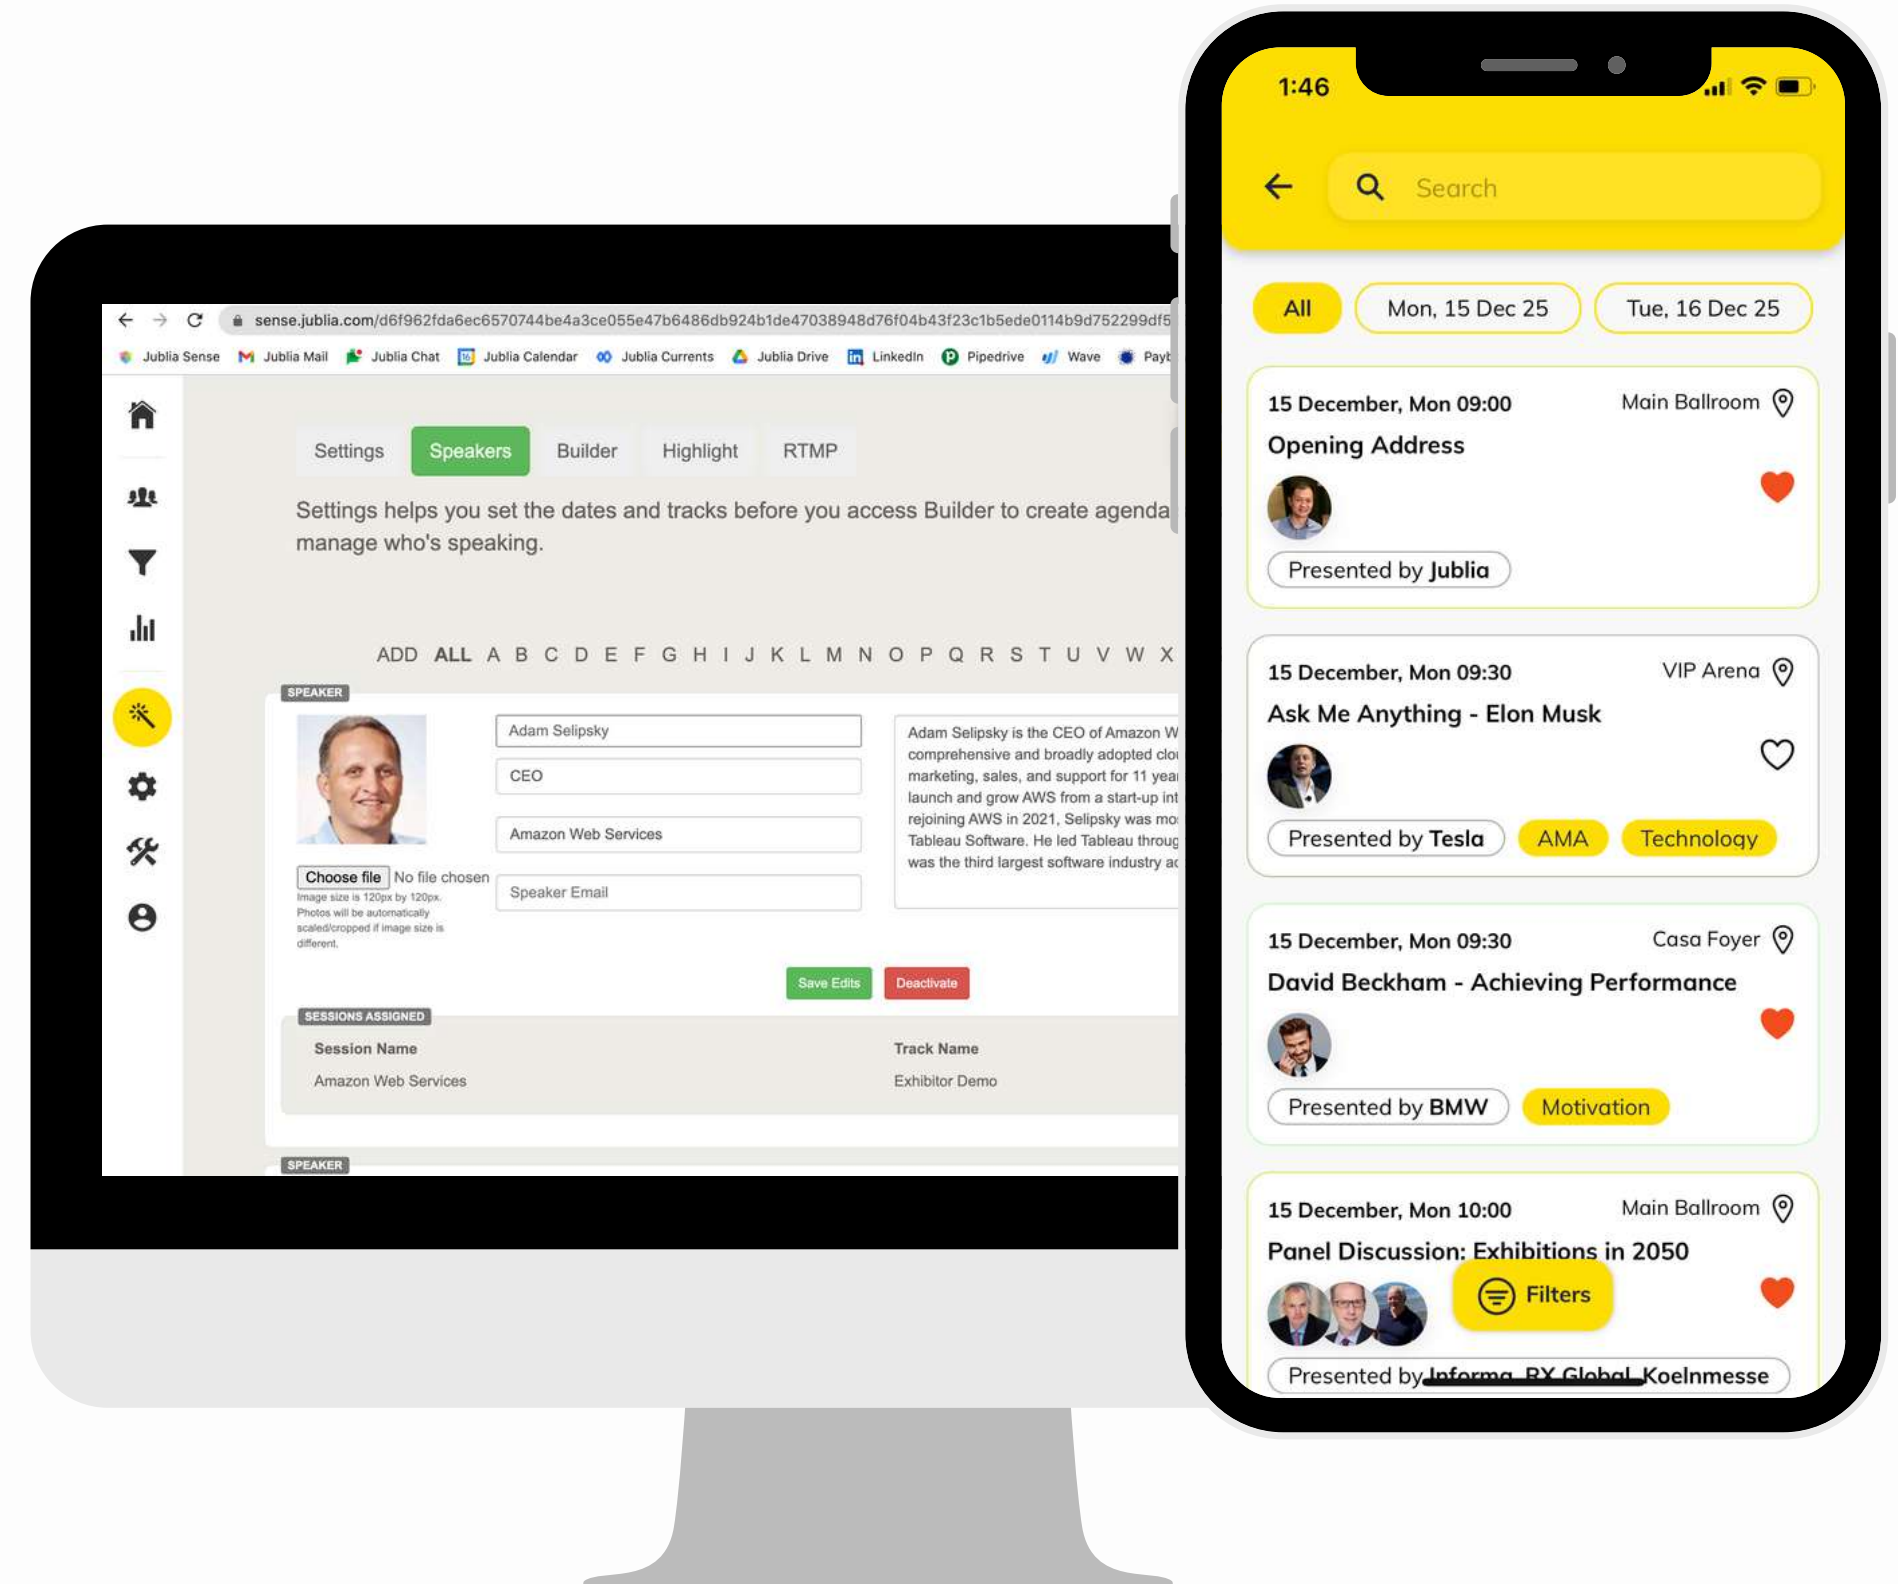 sense.jublia.com/d6f962fda6ec6570744be4a3ce055e47b6486db924b1de47038948d76f04b43f23c1b5ede0114b9d752299df5
Jublia Sense Jublia Mail Jublia Chat 16 Jublia Calendar Jublia Currents Jublia Drive in LinkedIn Pipedrive Wave Payb
Settings Speakers Builder Highlight RTMP
Settings helps you set the dates and tracks before you access Builder to create agenda
manage who's speaking.
ADD ALL A B C D E F G H I J K L M N O P Q R S T U V W X
SPEAKER
Adam Selipsky
CEO
Amazon Web Services
Speaker Email
Choose file No file chosen
Image size is 120px by 120px.
Photos will be automatically
scaled/cropped if image size is
different.
Adam Selipsky is the CEO of Amazon W
comprehensive and broadly adopted clo
marketing, sales, and support for 11 yea
launch and grow AWS from a start-up int
rejoining AWS in 2021, Selipsky was mo
Tableau Software. He led Tableau throug
was the third largest software industry ac
Save Edits Deactivate
SESSIONS ASSIGNED
Session Name Track Name
Amazon Web Services Exhibitor Demo
SPEAKER
1:46
Search
All Mon, 15 Dec 25 Tue, 16 Dec 25
15 December, Mon 09:00 Main Ballroom
Opening Address
Presented by Jublia
15 December, Mon 09:30 VIP Arena
Ask Me Anything - Elon Musk
Presented by Tesla AMA Technology
15 December, Mon 09:30 Casa Foyer
David Beckham - Achieving Performance
Presented by BMW Motivation
15 December, Mon 10:00 Main Ballroom
Panel Discussion: Exhibitions in 2050
Filters
Presented by Informa, RX Global, Koelnmesse